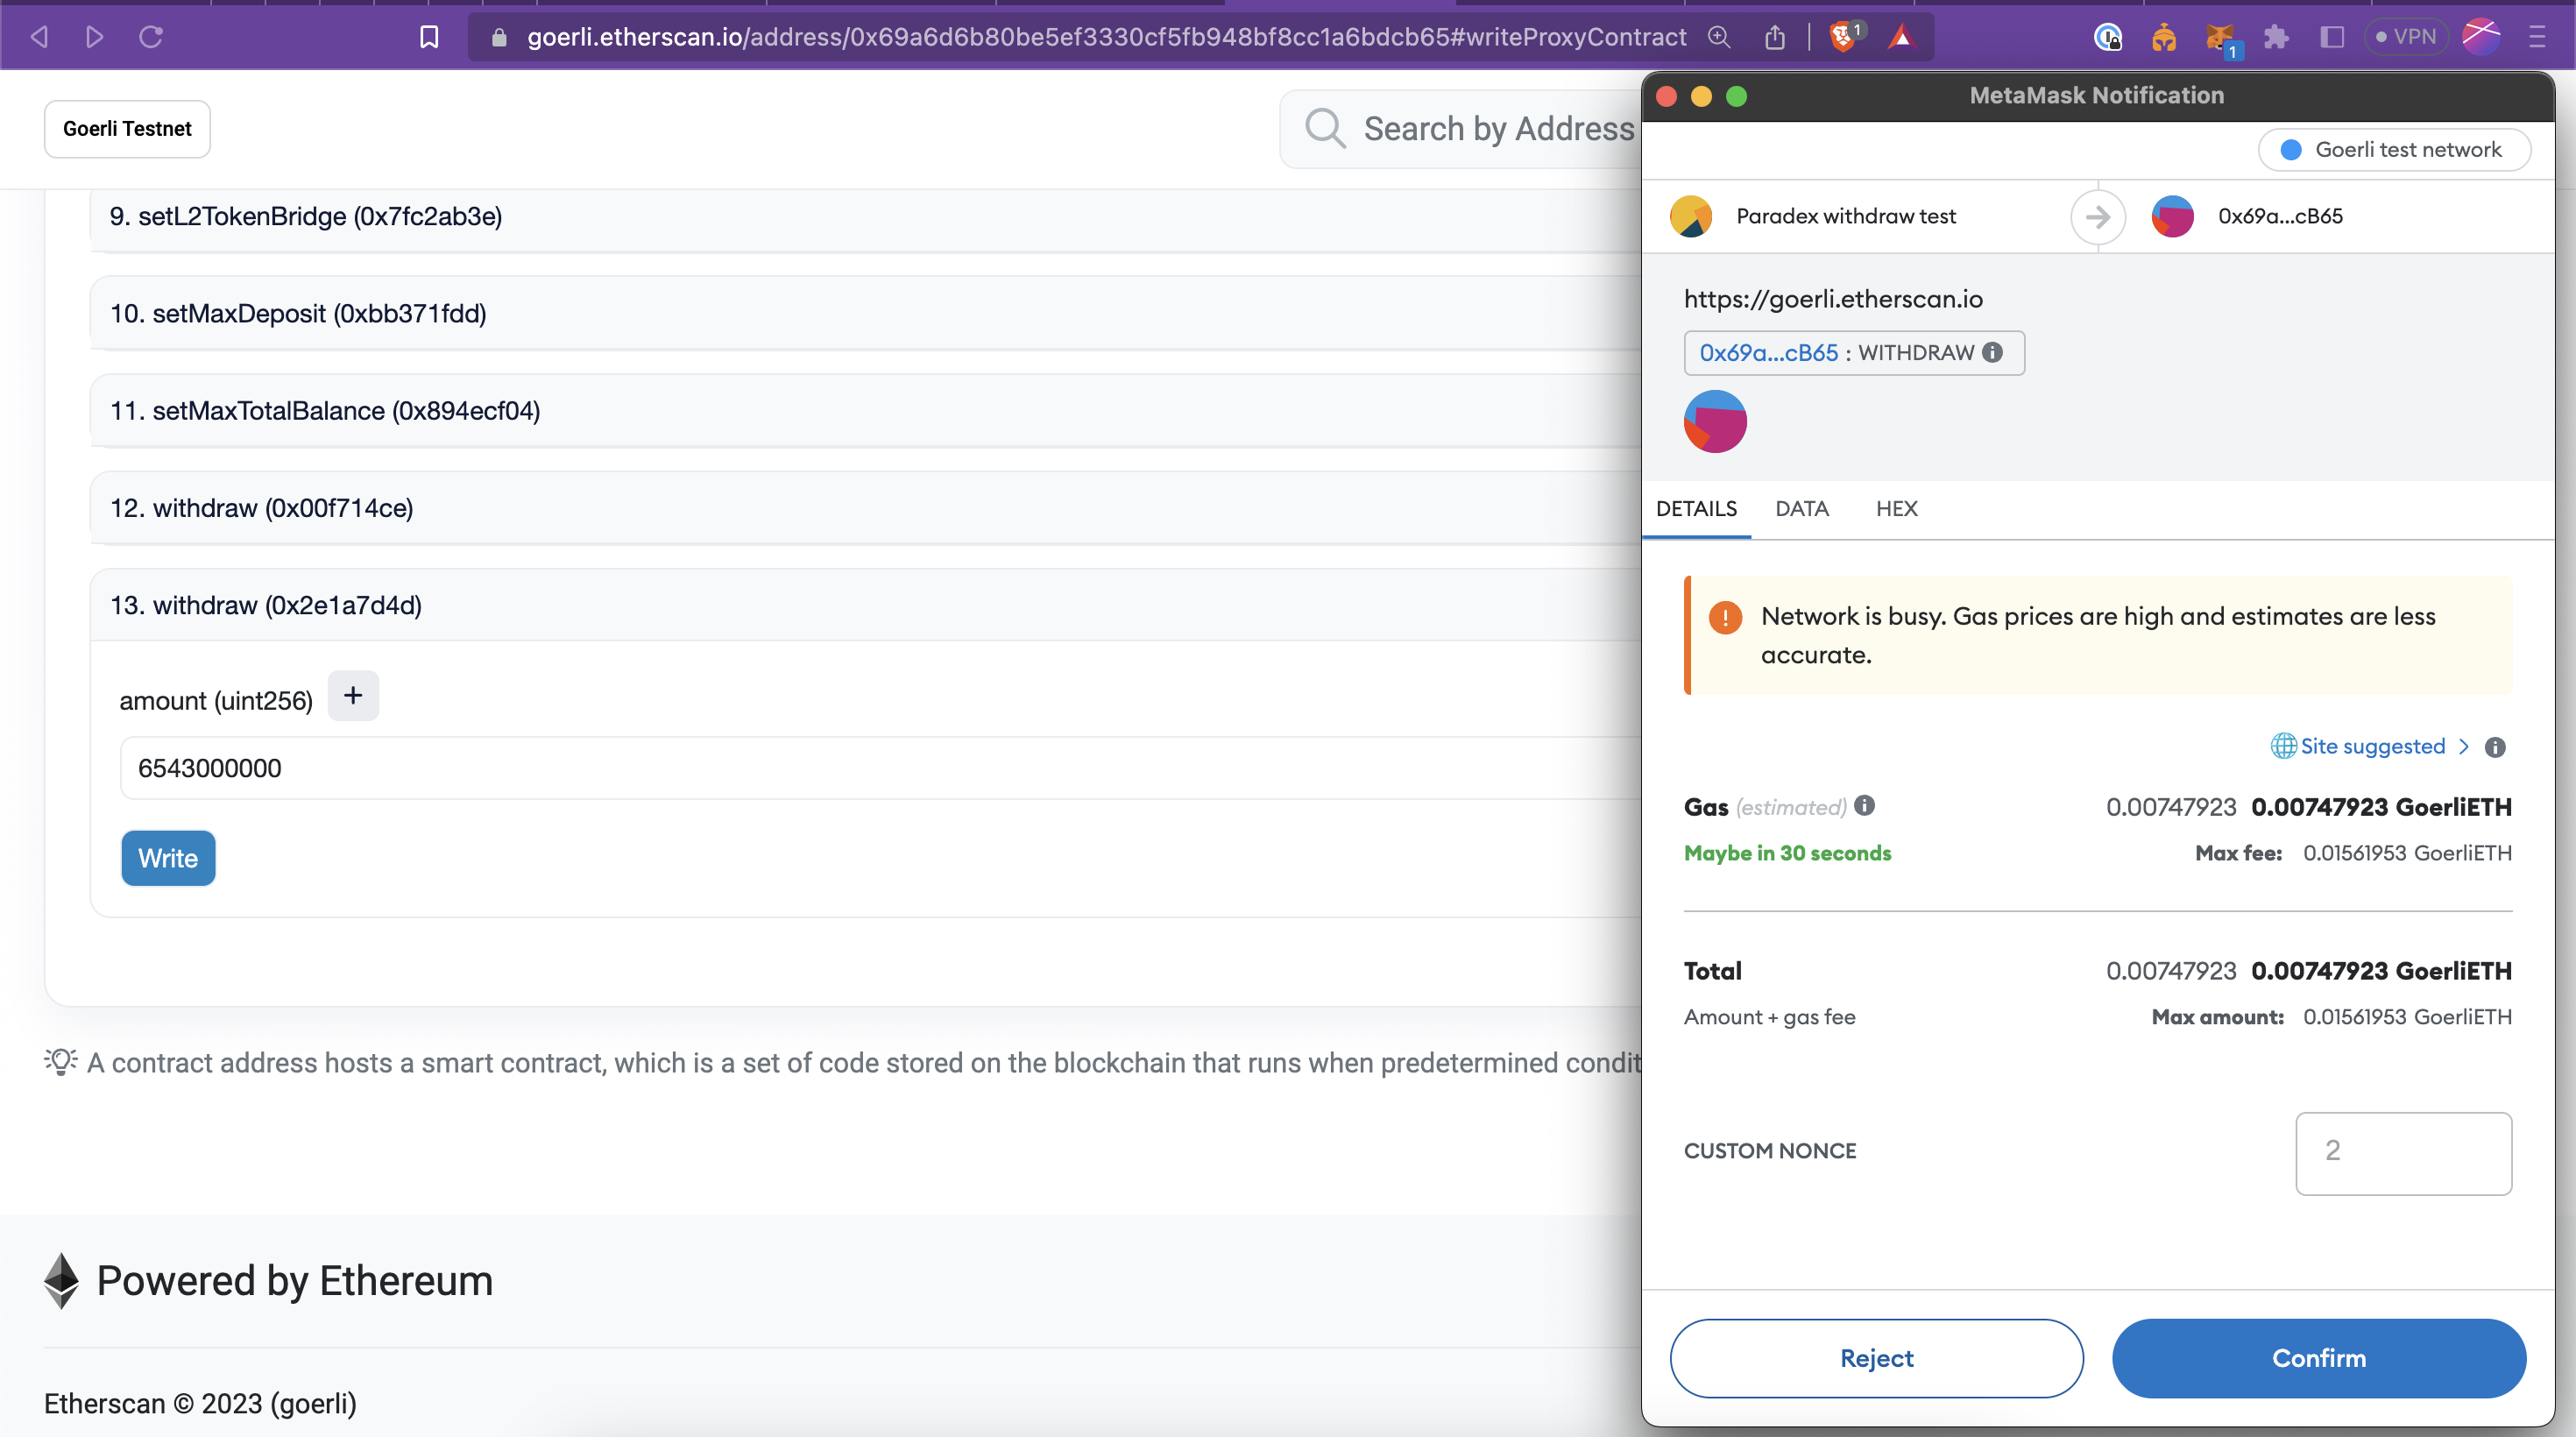 goerli.etherscan.io/address/0x69a6d6b80be5ef3330cf5fb948bf8cc1a6bdcb65#writeProxyContract
1
1
VPN
Goerli Testnet
Search by Address
9. setL2TokenBridge (0x7fc2ab3e)
10. setMaxDeposit (0xbb371fdd)
11. setMaxTotalBalance (0x894ecf04)
12. withdraw (0x00f714ce)
13. withdraw (0x2e1a7d4d)
amount (uint256) +
6543000000
Write
A contract address hosts a smart contract, which is a set of code stored on the blockchain that runs when predetermined condit
Powered by Ethereum
Etherscan © 2023 (goerli)
MetaMask Notification
Goerli test network
Paradex withdraw test
0x69a...cB65
https://goerli.etherscan.io
0x69a...cB65 : WITHDRAW
DETAILS DATA HEX
Network is busy. Gas prices are high and estimates are less
accurate.
Site suggested >
Gas (estimated) 0.00747923 0.00747923 GoerliETH
Maybe in 30 seconds Max fee: 0.01561953 GoerliETH
Total 0.00747923 0.00747923 GoerliETH
Amount + gas fee Max amount: 0.01561953 GoerliETH
CUSTOM NONCE 2
Reject Confirm